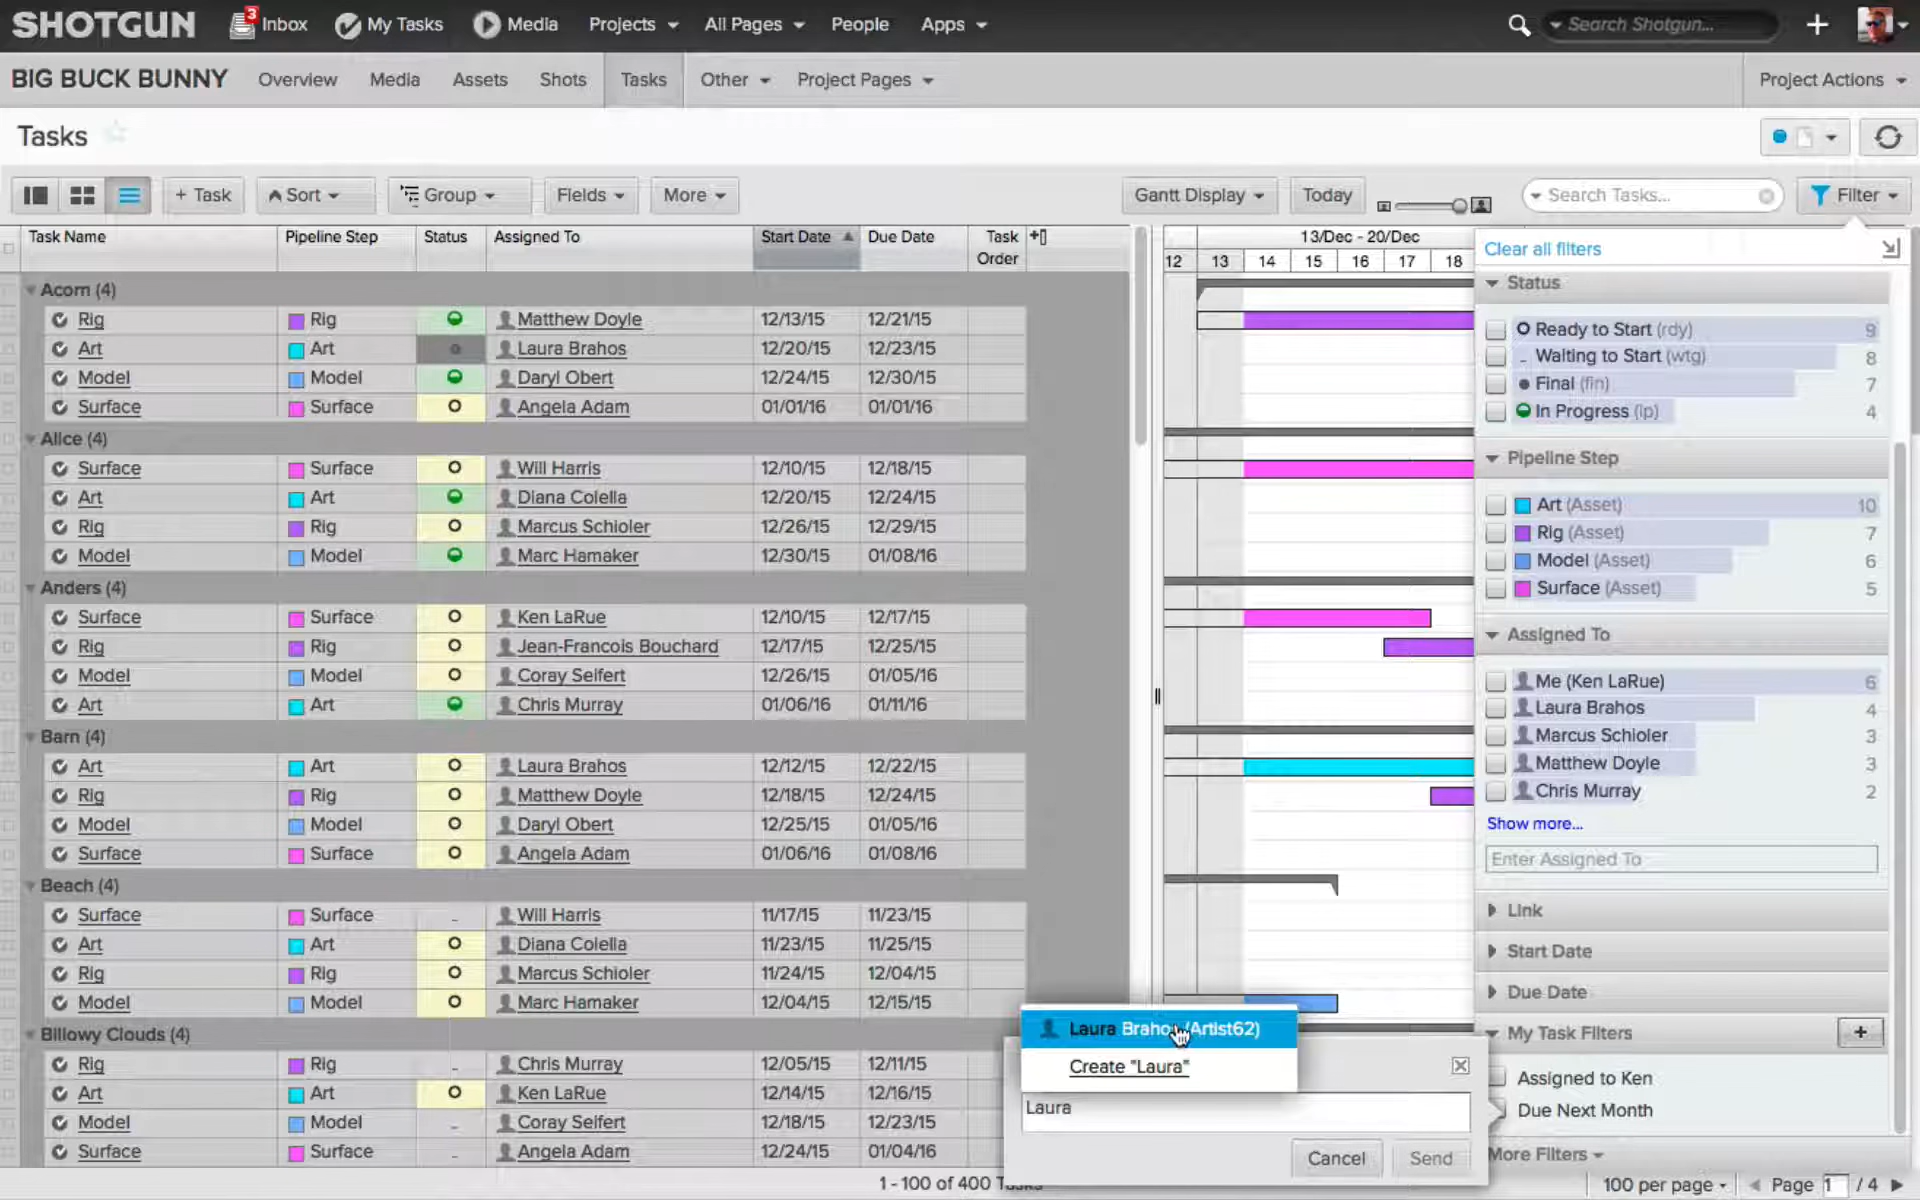 SHOTGUN 3 Inbox My Tasks Media Projects All Pages People Apps Search Shotgun...
BIG BUCK BUNNY Overview Media Assets Shots Tasks Other Project Pages Project Actions
Tasks
+ Task Sort Group Fields More Gantt Display Today Search Tasks... Filter
Task Name Pipeline Step Status Assigned To Start Date Due Date Task Order
13/Dec - 20/Dec
12 13 14 15 16 17 18
Acorn (4)
Rig Rig Matthew Doyle 12/13/15 12/21/15
Art Art Laura Brahos 12/20/15 12/23/15
Model Model Daryl Obert 12/24/15 12/30/15
Surface Surface Angela Adam 01/01/16 01/01/16
Alice (4)
Surface Surface Will Harris 12/10/15 12/18/15
Art Art Diana Colella 12/20/15 12/24/15
Rig Rig Marcus Schioler 12/26/15 12/29/15
Model Model Marc Hamaker 12/30/15 01/08/16
Anders (4)
Surface Surface Ken LaRue 12/10/15 12/17/15
Rig Rig Jean-Francois Bouchard 12/17/15 12/25/15
Model Model Coray Seifert 12/26/15 01/05/16
Art Art Chris Murray 01/06/16 01/11/16
Barn (4)
Art Art Laura Brahos 12/12/15 12/22/15
Rig Rig Matthew Doyle 12/18/15 12/24/15
Model Model Daryl Obert 12/25/15 01/05/16
Surface Surface Angela Adam 01/06/16 01/08/16
Beach (4)
Surface Surface Will Harris 11/17/15 11/23/15
Art Art Diana Colella 11/23/15 11/25/15
Rig Rig Marcus Schioler 11/24/15 12/04/15
Model Model Marc Hamaker 12/04/15 12/15/15
Billowy Clouds (4)
Rig Rig Chris Murray 12/05/15 12/11/15
Art Art Ken LaRue 12/14/15 12/16/15
Model Model Coray Seifert 12/18/15 12/23/15
Surface Surface Angela Adam 12/24/15 01/04/16
Clear all filters
Status
Ready to Start (rdy) 9
Waiting to Start (wtg) 8
Final (fin) 7
In Progress (ip) 4
Pipeline Step
Art (Asset) 10
Rig (Asset) 7
Model (Asset) 6
Surface (Asset) 5
Assigned To
Me (Ken LaRue) 6
Laura Brahos 4
Marcus Schioler 3
Matthew Doyle 3
Chris Murray 2
Show more...
Enter Assigned To
Link
Start Date
Due Date
My Task Filters +
Assigned to Ken
Due Next Month
More Filters
Laura Brahos (Artist62)
Create "Laura"
Laura
Cancel Send
1 - 100 of 400
100 per page Page 1 / 4